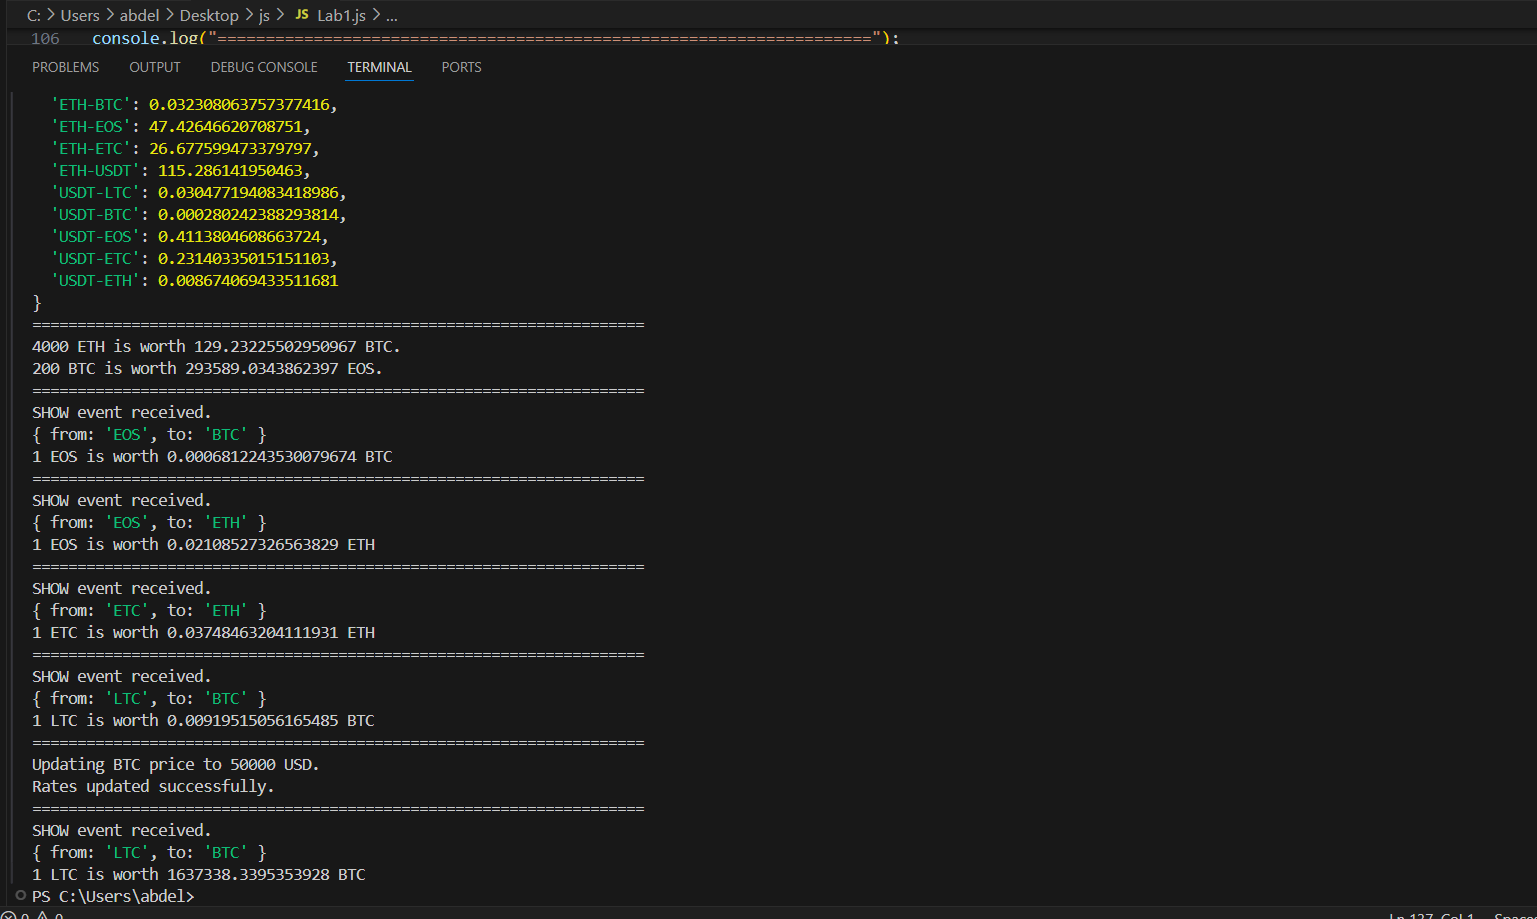 C: > Users > abdel > Desktop > js > JS Lab1.js > ...
106 console.log("====================================================================");
PROBLEMS OUTPUT DEBUG CONSOLE TERMINAL PORTS
'ETH-BTC': 0.032308063757377416,
'ETH-EOS': 47.42646620708751,
'ETH-ETC': 26.677599473379797,
'ETH-USDT': 115.286141950463,
'USDT-LTC': 0.030477194083418986,
'USDT-BTC': 0.000280242388293814,
'USDT-EOS': 0.4113804608663724,
'USDT-ETC': 0.23140335015151103,
'USDT-ETH': 0.008674069433511681
}
====================================================================
4000 ETH is worth 129.23225502950967 BTC.
200 BTC is worth 293589.0343862397 EOS.
====================================================================
SHOW event received.
{ from: 'EOS', to: 'BTC' }
1 EOS is worth 0.0006812243530079674 BTC
====================================================================
SHOW event received.
{ from: 'EOS', to: 'ETH' }
1 EOS is worth 0.02108527326563829 ETH
====================================================================
SHOW event received.
{ from: 'ETC', to: 'ETH' }
1 ETC is worth 0.03748463204111931 ETH
====================================================================
SHOW event received.
{ from: 'LTC', to: 'BTC' }
1 LTC is worth 0.00919515056165485 BTC
====================================================================
Updating BTC price to 50000 USD.
Rates updated successfully.
====================================================================
SHOW event received.
{ from: 'LTC', to: 'BTC' }
1 LTC is worth 1637338.3395353928 BTC
PS C:\Users\abdel>
0 0 Ln 127, Col 1 Spaces